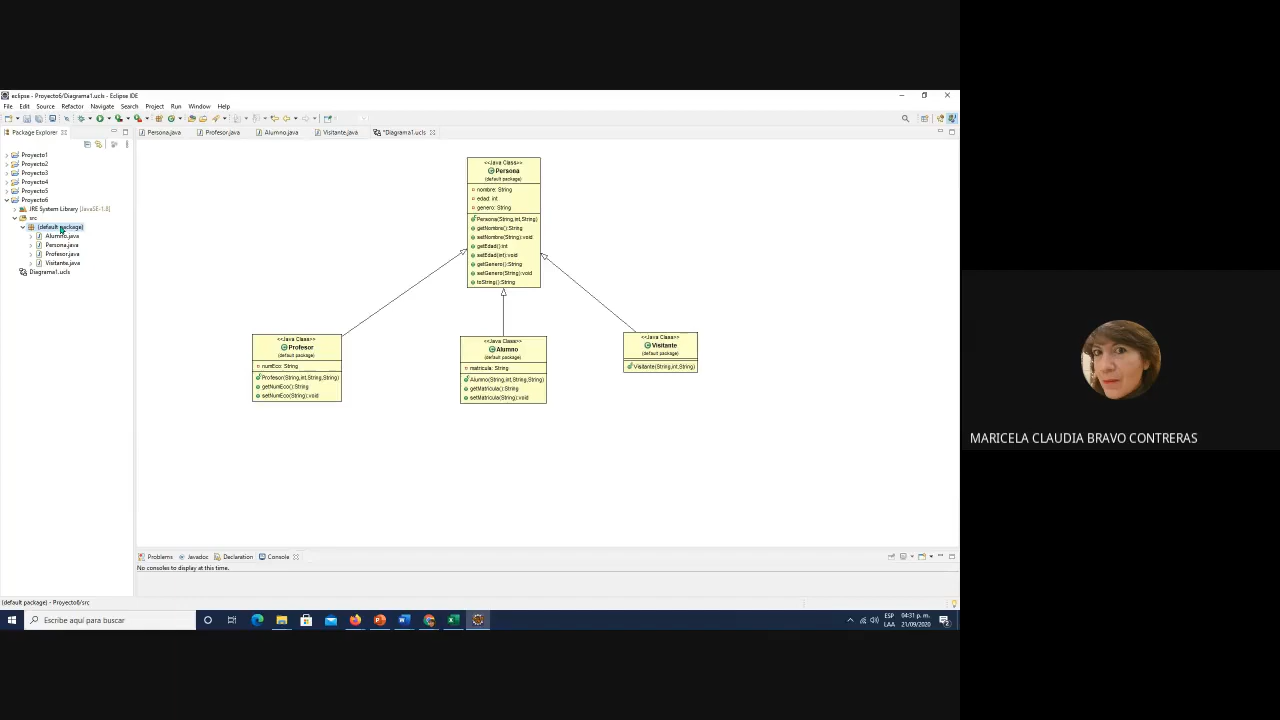 eclipse - Proyecto6/Diagrama1.ucls - Eclipse IDE
File Edit Source Refactor Navigate Search Project Run Window Help
Package Explorer
Persona.java Profesor.java Alumno.java Visitante.java *Diagrama1.ucls
Proyecto1
Proyecto2
Proyecto3
Proyecto4
Proyecto5
Proyecto6
JRE System Library [JavaSE-1.8]
src
(default package)
Alumno.java
Persona.java
Profesor.java
Visitante.java
Diagrama1.ucls
<<Java Class>>
Persona
(default package)
nombre: String
edad: int
genero: String
Persona(String,int,String)
getNombre():String
setNombre(String):void
getEdad():int
setEdad(int):void
getGenero():String
setGenero(String):void
toString():String
<<Java Class>>
Profesor
(default package)
numEco: String
Profesor(String,int,String,String)
getNumEco():String
setNumEco(String):void
<<Java Class>>
Alumno
(default package)
matricula: String
Alumno(String,int,String,String)
getMatricula():String
setMatricula(String):void
<<Java Class>>
Visitante
(default package)
Visitante(String,int,String)
MARICELA CLAUDIA BRAVO CONTRERAS
Problems Javadoc Declaration Console
No consoles to display at this time.
(default package) - Proyecto6/src
Escribe aquí para buscar
ESP
LAA
04:31 p. m.
21/09/2020